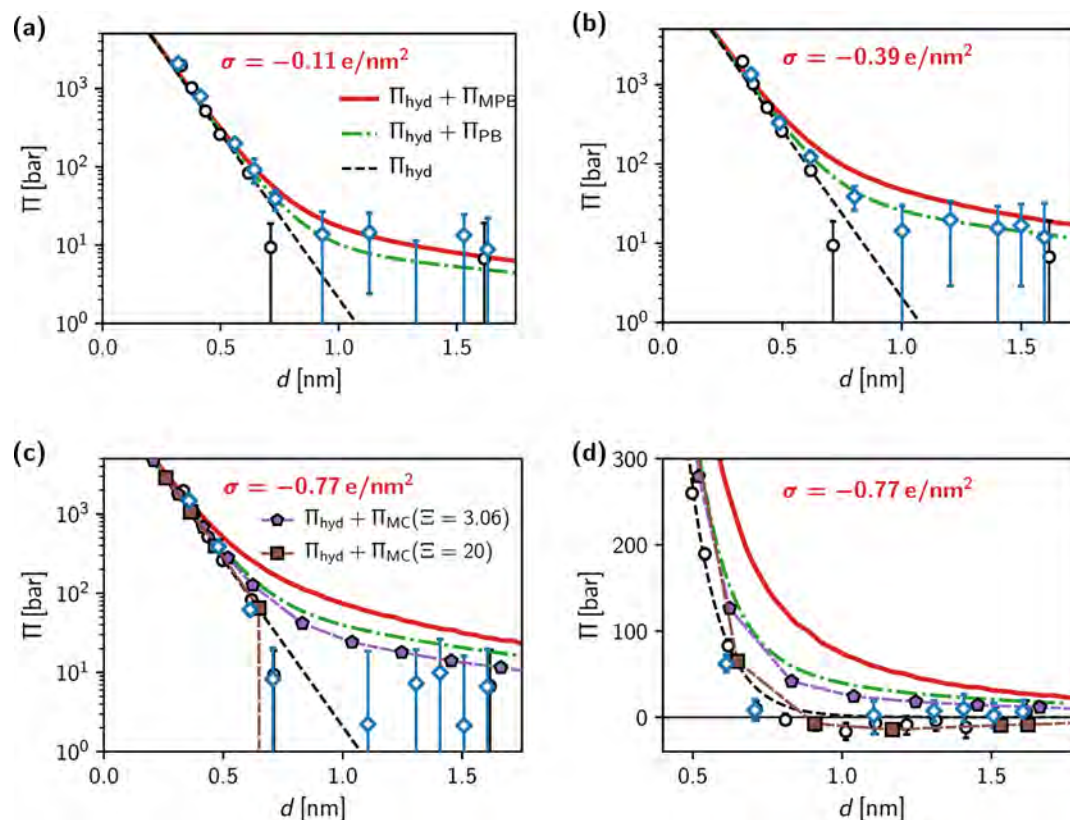 (a)
σ = −0.11 e/nm²
Π_hyd + Π_MPB
Π_hyd + Π_PB
Π_hyd
Π [bar]
10³
10²
10¹
10⁰
0.0 0.5 1.0 1.5
d [nm]
(b)
σ = −0.39 e/nm²
Π [bar]
10³
10²
10¹
10⁰
0.0 0.5 1.0 1.5
d [nm]
(c)
σ = −0.77 e/nm²
Π_hyd + Π_MC(Ξ = 3.06)
Π_hyd + Π_MC(Ξ = 20)
Π [bar]
10³
10²
10¹
10⁰
0.0 0.5 1.0 1.5
d [nm]
(d)
σ = −0.77 e/nm²
Π [bar]
300
200
100
0
0.5 1.0 1.5
d [nm]